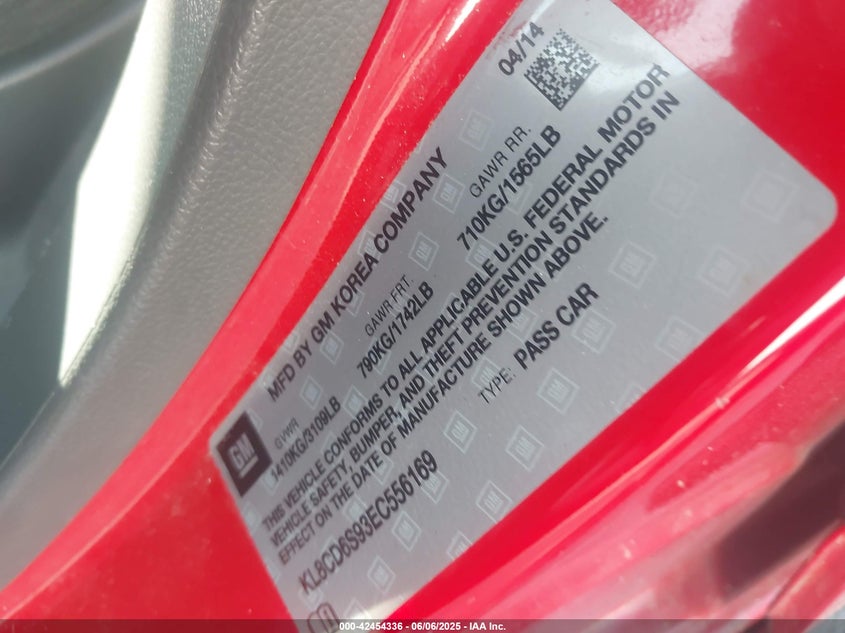 GM
MFD BY GM KOREA COMPANY
04/14
GVWR
GAWR FRT.
GAWR RR.
1410KG/3109LB
790KG/1742LB
710KG/1565LB
THIS VEHICLE CONFORMS TO ALL APPLICABLE U.S. FEDERAL MOTOR
VEHICLE SAFETY, BUMPER, AND THEFT PREVENTION STANDARDS IN
EFFECT ON THE DATE OF MANUFACTURE SHOWN ABOVE.
KL8CD6S93EC556169
TYPE: PASS CAR
000-42454336 - 06/06/2025 - IAA Inc.